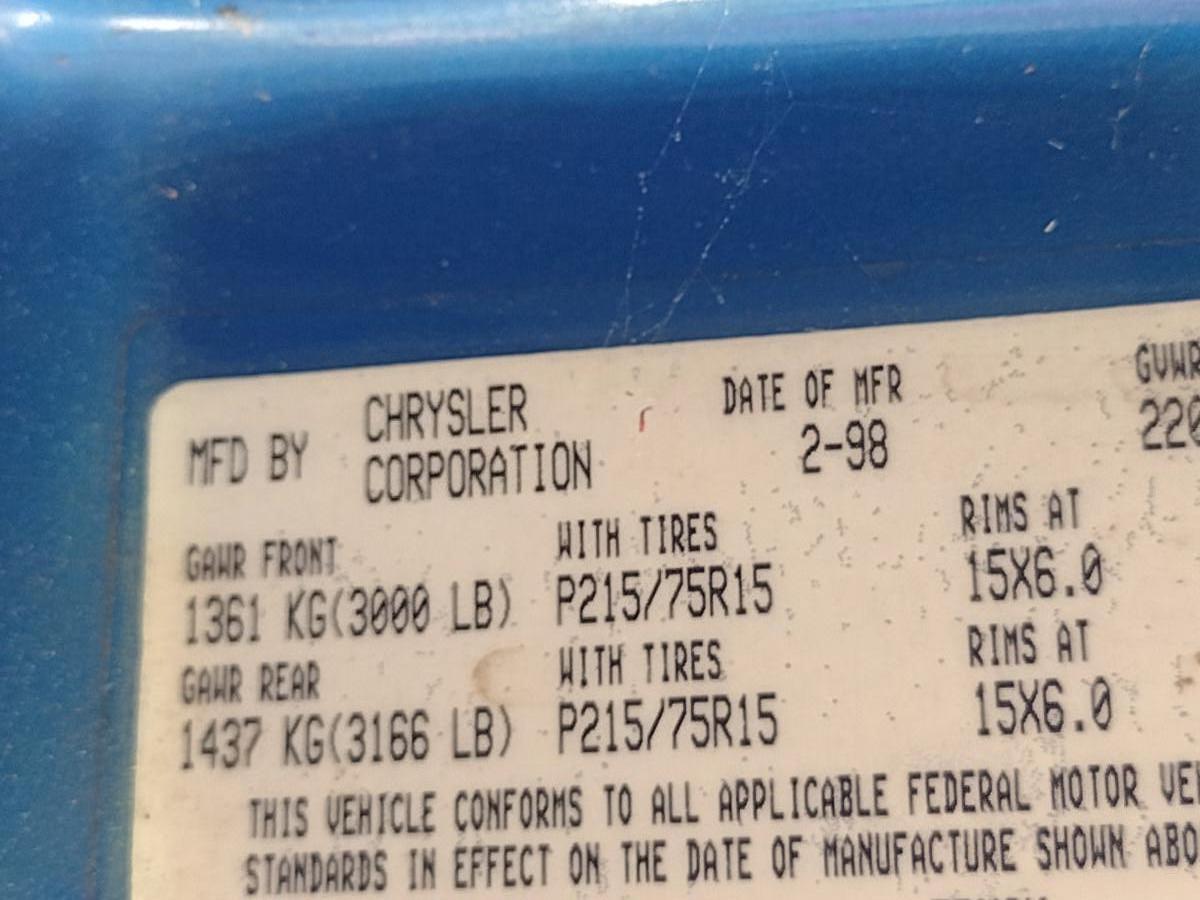 MFD BY CHRYSLER CORPORATION DATE OF MFR 2-98 GVWR
GAWR FRONT WITH TIRES RIMS AT
1361 KG(3000 LB) P215/75R15 15X6.0
GAWR REAR WITH TIRES RIMS AT
1437 KG(3166 LB) P215/75R15 15X6.0
THIS VEHICLE CONFORMS TO ALL APPLICABLE FEDERAL MOTOR
STANDARDS IN EFFECT ON THE DATE OF MANUFACTURE SHOWN